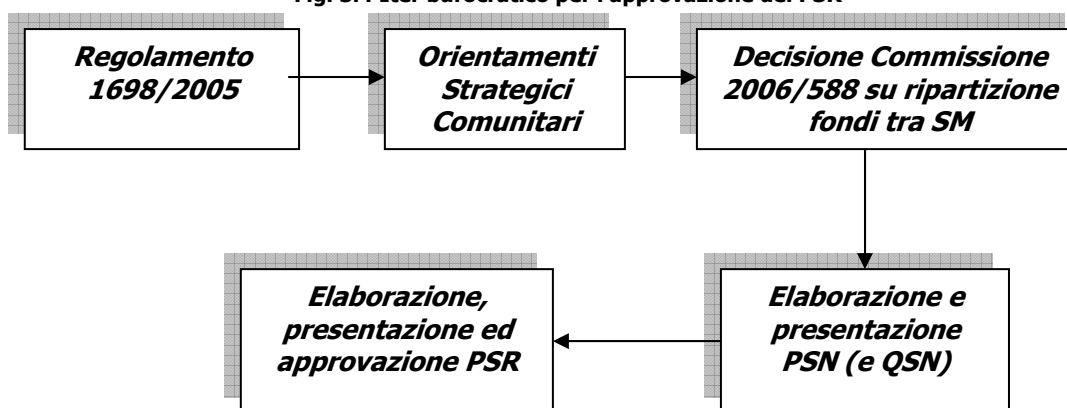 Regolamento
1698/2005
Orientamenti
Strategici
Comunitari
Decisione Commissione
2006/588 su ripartizione
fondi tra SM
Elaborazione e
presentazione
PSN (e QSN)
Elaborazione,
presentazione ed
approvazione PSR